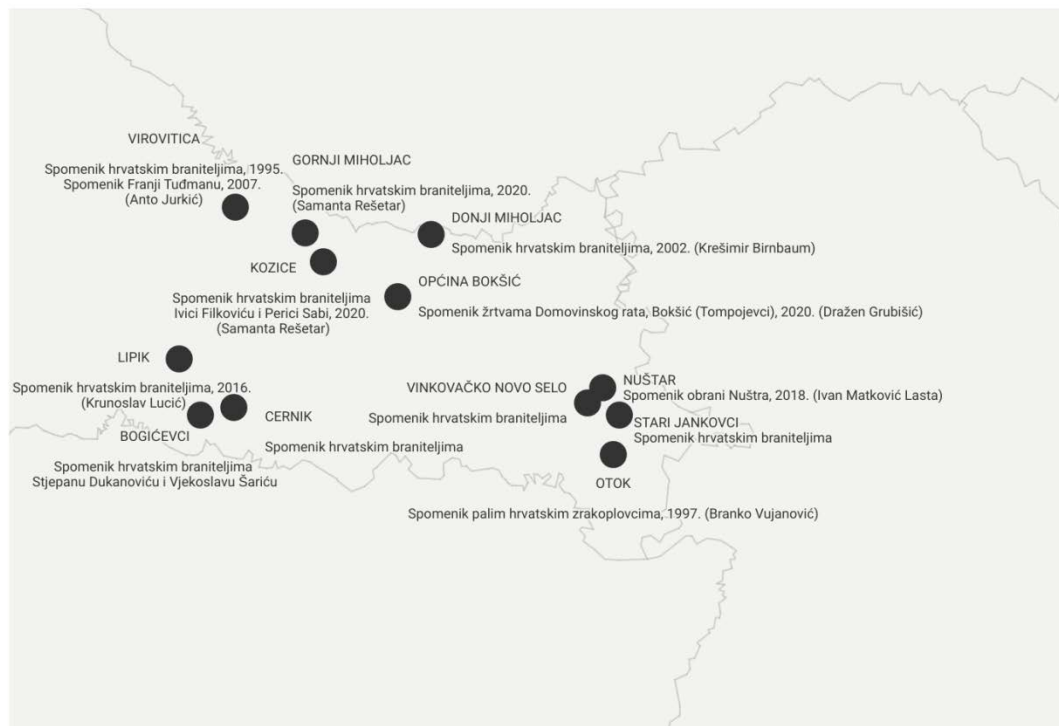 VIROVITICA
Spomenik hrvatskim braniteljima, 1995.
Spomenik Franji Tuđmanu, 2007.
(Anto Jurkić)
GORNJI MIHOLJAC
Spomenik hrvatskim braniteljima, 2020.
(Samanta Rešetar)
DONJI MIHOLJAC
Spomenik hrvatskim braniteljima, 2002. (Krešimir Birnbaum)
KOZICE
Spomenik hrvatskim braniteljima
Ivici Filkoviću i Perici Sabi, 2020.
(Samanta Rešetar)
OPĆINA BOKŠIĆ
Spomenik žrtvama Domovinskog rata, Bokšić (Tompojevci), 2020. (Dražen Grubišić)
LIPIK
Spomenik hrvatskim braniteljima, 2016.
(Krunoslav Lucić)
BOGIĆEVCI
Spomenik hrvatskim braniteljima
Stjepanu Dukanoviću i Vjekoslavu Šariću
CERNIK
Spomenik hrvatskim braniteljima
VINKOVAČKO NOVO SELO
Spomenik hrvatskim braniteljima
NUŠTAR
Spomenik obrani Nuštra, 2018. (Ivan Matković Lasta)
STARI JANKOVCI
Spomenik hrvatskim braniteljima
OTOK
Spomenik palim hrvatskim zrakoplovcima, 1997. (Branko Vujanović)